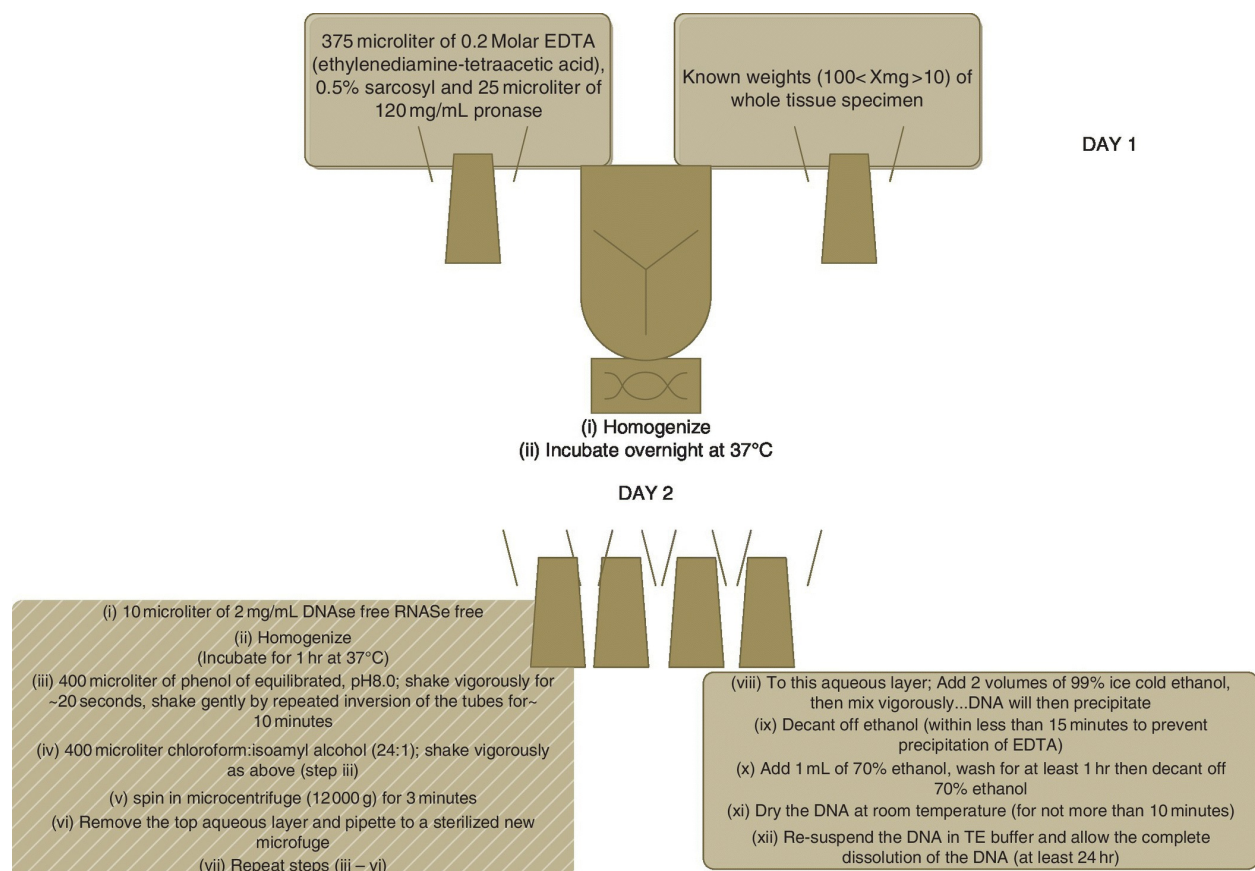 375 microliter of 0.2 Molar EDTA
(ethylenediamine-tetraacetic acid),
0.5% sarcosyl and 25 microliter of
120 mg/mL pronase
Known weights (100< Xmg >10) of
whole tissue specimen
DAY 1
(i) Homogenize
(ii) Incubate overnight at 37°C
DAY 2
(i) 10 microliter of 2 mg/mL DNAse free RNASe free
(ii) Homogenize
(Incubate for 1 hr at 37°C)
(iii) 400 microliter of phenol of equilibrated, pH8.0; shake vigorously for
~20 seconds, shake gently by repeated inversion of the tubes for~
10 minutes
(iv) 400 microliter chloroform:isoamyl alcohol (24:1); shake vigorously
as above (step iii)
(v) spin in microcentrifuge (12 000 g) for 3 minutes
(vi) Remove the top aqueous layer and pipette to a sterilized new
microfuge
(vii) Repeat steps (iii – vi)
(viii) To this aqueous layer; Add 2 volumes of 99% ice cold ethanol,
then mix vigorously...DNA will then precipitate
(ix) Decant off ethanol (within less than 15 minutes to prevent
precipitation of EDTA)
(x) Add 1 mL of 70% ethanol, wash for at least 1 hr then decant off
70% ethanol
(xi) Dry the DNA at room temperature (for not more than 10 minutes)
(xii) Re-suspend the DNA in TE buffer and allow the complete
dissolution of the DNA (at least 24 hr)